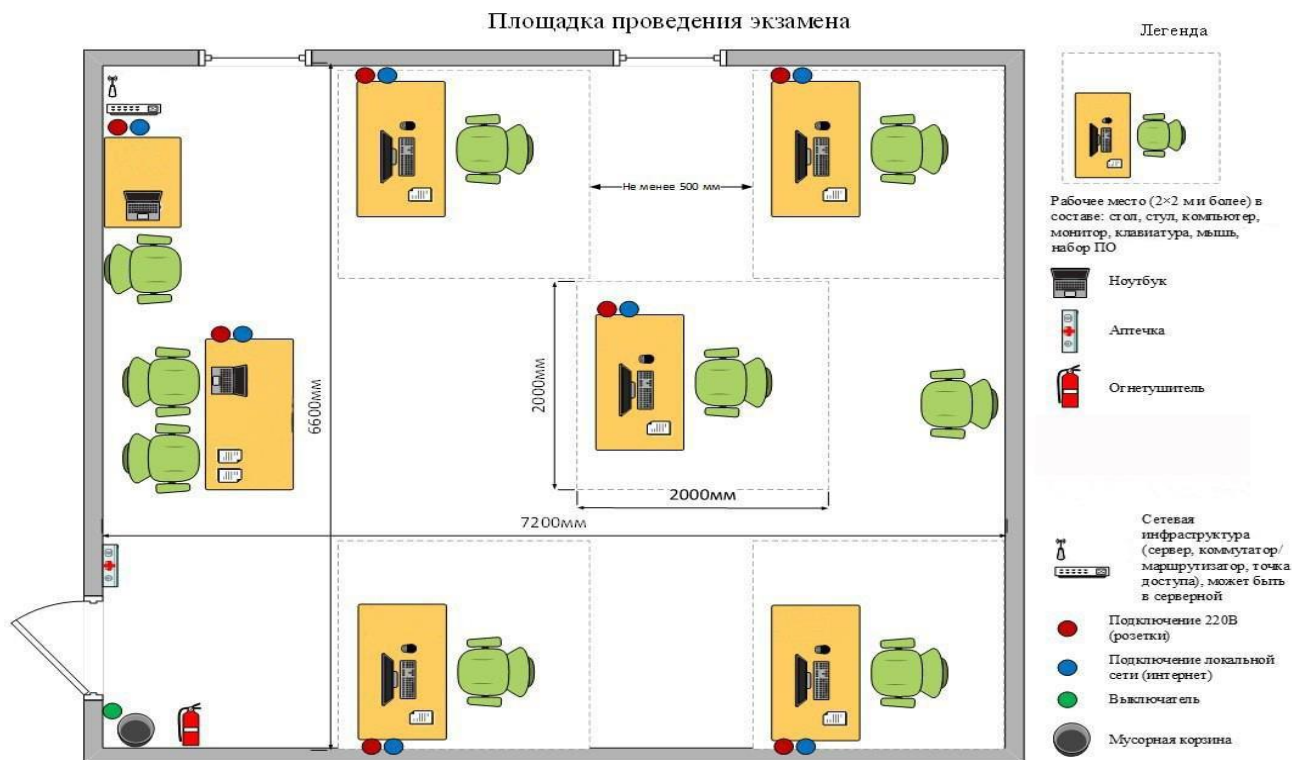 Площадка проведения экзамена
Не менее 500 мм
6600мм
2000мм
2000мм
7200мм
Легенда
Рабочее место (2×2 м и более) в
составе: стол, стул, компьютер,
монитор, клавиатура, мышь,
набор ПО
Ноутбук
Аптечка
Огнетушитель
Сетевая
инфраструктура
(сервер, коммутатор/
маршрутизатор, точка
доступа), может быть
в серверной
Подключение 220В
(розетки)
Подключение локальной
сети (интернет)
Выключатель
Мусорная корзина